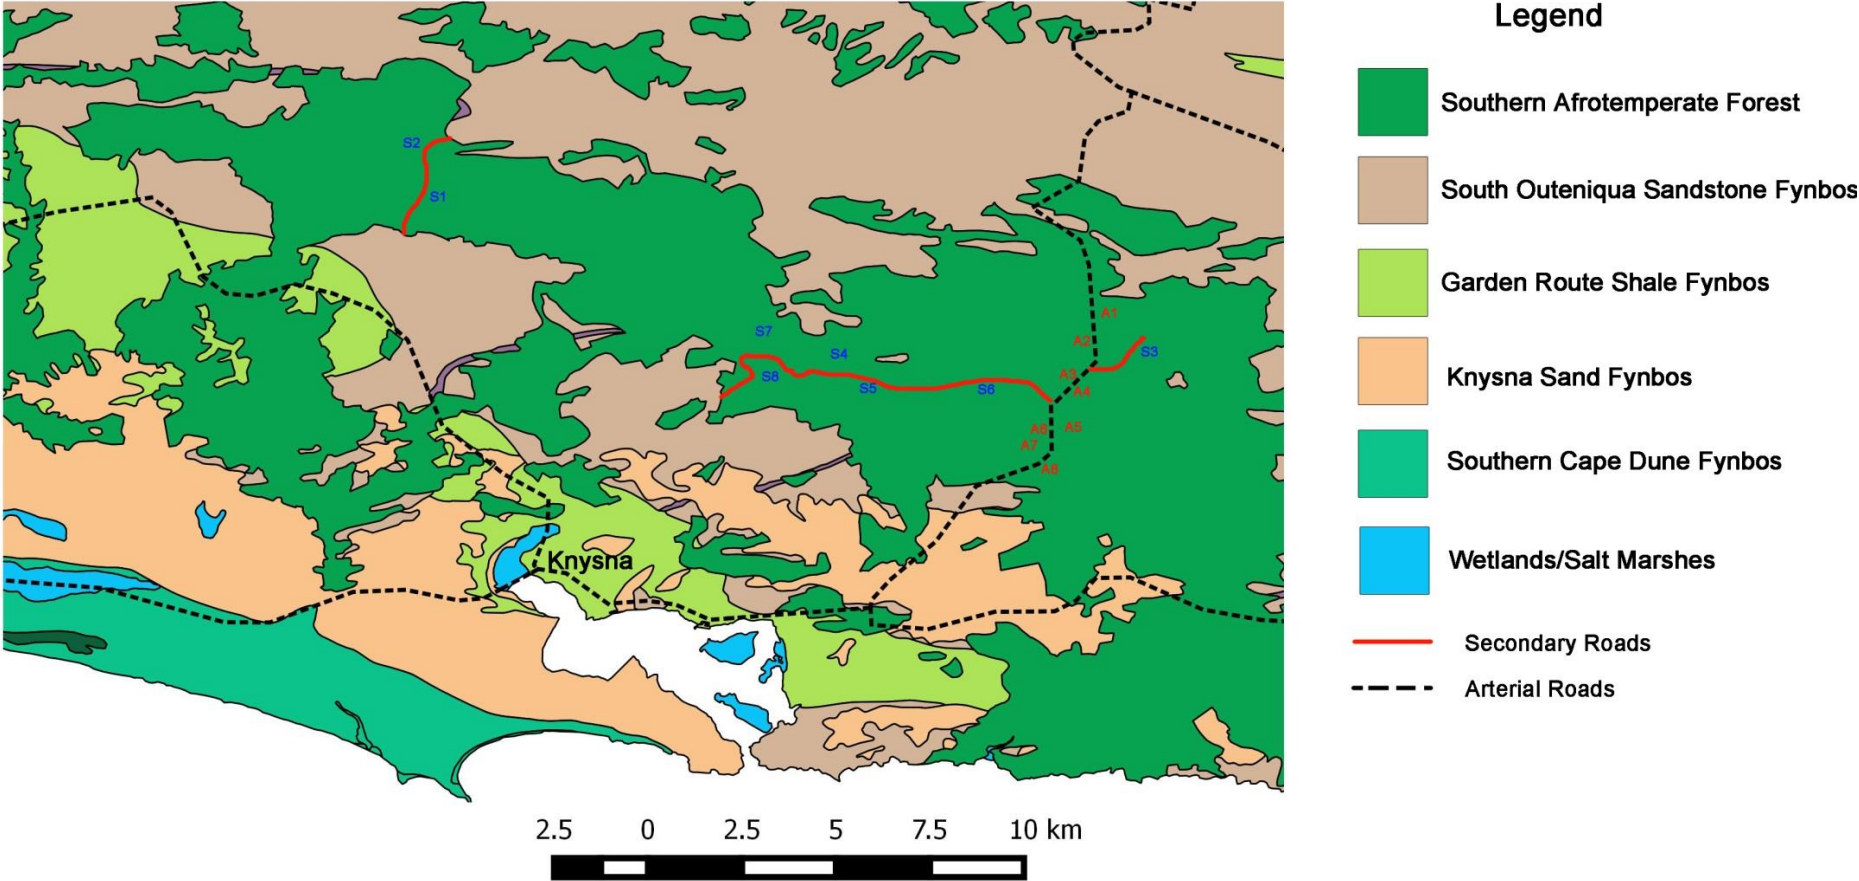 Legend
Southern Afrotemperate Forest
South Outeniqua Sandstone Fynbos
Garden Route Shale Fynbos
Knysna Sand Fynbos
Southern Cape Dune Fynbos
Wetlands/Salt Marshes
Secondary Roads
Arterial Roads
S2
S1
A1
S7
A2
S4
S3
S8
A3
S5
S6
A4
A6
A5
A7
A8
Knysna
2.5 0 2.5 5 7.5 10 km